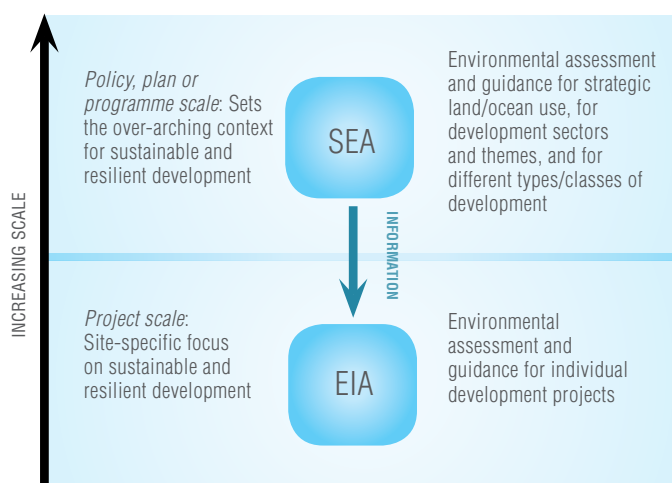 INCREASING SCALE
Policy, plan or
programme scale: Sets
the over-arching context
for sustainable and
resilient development
SEA
Environmental assessment
and guidance for strategic
land/ocean use, for
development sectors
and themes, and for
different types/classes of
development
INFORMATION
Project scale:
Site-specific focus
on sustainable and
resilient development
EIA
Environmental
assessment and
guidance for individual
development projects